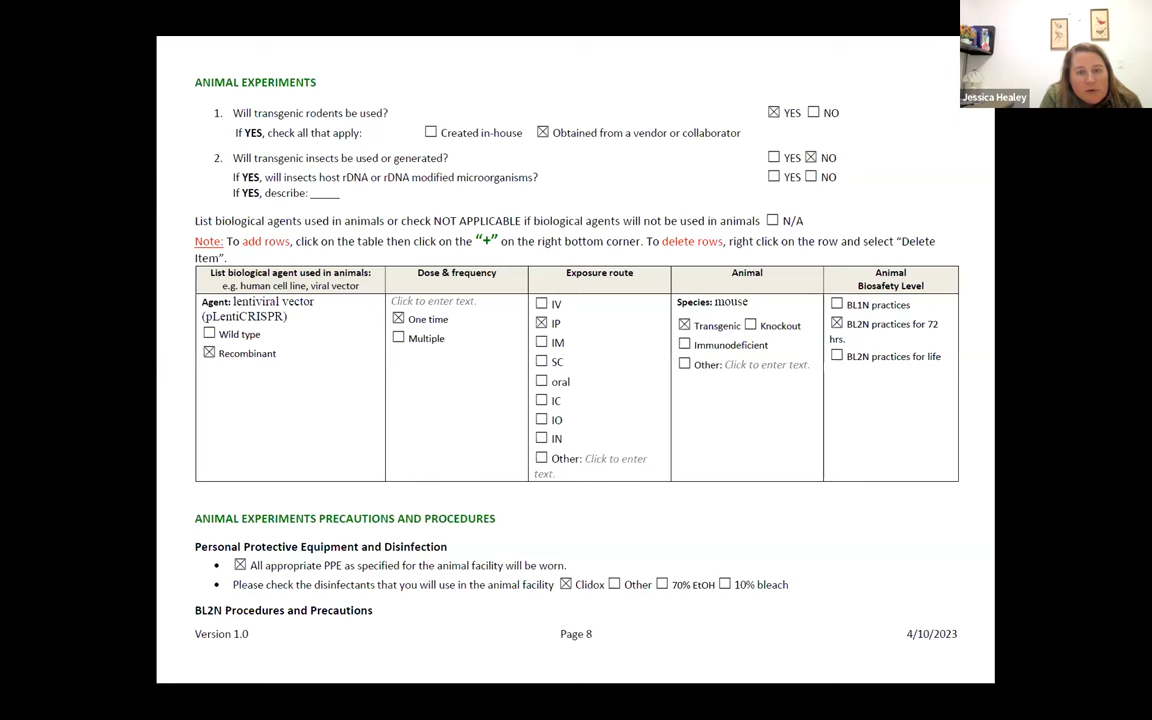 Jessica Healey
ANIMAL EXPERIMENTS
1. Will transgenic rodents be used? ☒ YES ☐ NO
If YES, check all that apply: ☐ Created in-house ☒ Obtained from a vendor or collaborator
2. Will transgenic insects be used or generated? ☐ YES ☒ NO
If YES, will insects host rDNA or rDNA modified microorganisms? ☐ YES ☐ NO
If YES, describe: _____
List biological agents used in animals or check NOT APPLICABLE if biological agents will not be used in animals ☐ N/A
Note: To add rows, click on the table then click on the “+” on the right bottom corner. To delete rows, right click on the row and select “Delete
Item”.
List biological agent used in animals:
e.g. human cell line, viral vector
Dose & frequency
Exposure route
Animal
Animal
Biosafety Level
Agent: lentiviral vector
(pLentiCRISPR)
☐ Wild type
☒ Recombinant
Click to enter text.
☒ One time
☐ Multiple
☐ IV
☒ IP
☐ IM
☐ SC
☐ oral
☐ IC
☐ IO
☐ IN
☐ Other: Click to enter
text.
Species: mouse
☒ Transgenic ☐ Knockout
☐ Immunodeficient
☐ Other: Click to enter text.
☐ BL1N practices
☒ BL2N practices for 72
hrs.
☐ BL2N practices for life
ANIMAL EXPERIMENTS PRECAUTIONS AND PROCEDURES
Personal Protective Equipment and Disinfection
• ☒ All appropriate PPE as specified for the animal facility will be worn.
• Please check the disinfectants that you will use in the animal facility ☒ Clidox ☐ Other ☐ 70% EtOH ☐ 10% bleach
BL2N Procedures and Precautions
Version 1.0 Page 8 4/10/2023